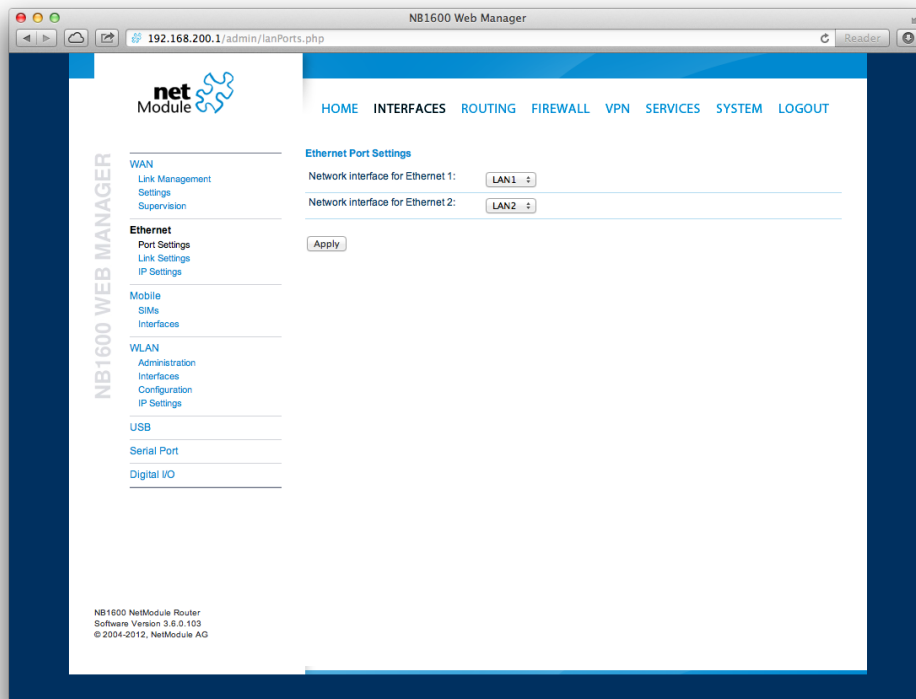 NB1600 Web Manager
192.168.200.1/admin/lanPorts.php
Reader
net
Module
HOME INTERFACES ROUTING FIREWALL VPN SERVICES SYSTEM LOGOUT
NB1600 WEB MANAGER
WAN
Link Management
Settings
Supervision
Ethernet
Port Settings
Link Settings
IP Settings
Mobile
SIMs
Interfaces
WLAN
Administration
Interfaces
Configuration
IP Settings
USB
Serial Port
Digital I/O
Ethernet Port Settings
Network interface for Ethernet 1: LAN1
Network interface for Ethernet 2: LAN2
Apply
NB1600 NetModule Router
Software Version 3.6.0.103
© 2004-2012, NetModule AG